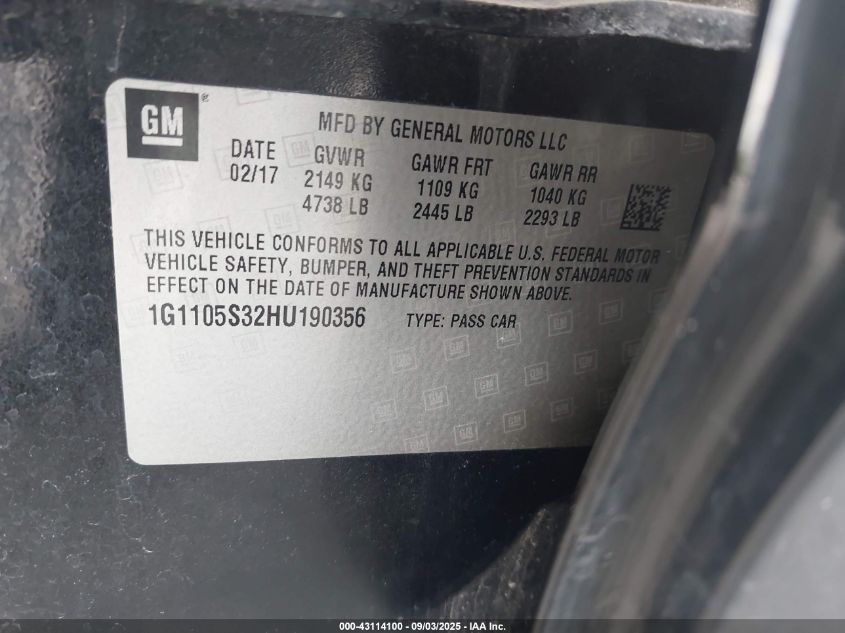 GM ®
MFD BY GENERAL MOTORS LLC
DATE GVWR GAWR FRT GAWR RR
02/17 2149 KG 1109 KG 1040 KG
4738 LB 2445 LB 2293 LB
THIS VEHICLE CONFORMS TO ALL APPLICABLE U.S. FEDERAL MOTOR
VEHICLE SAFETY, BUMPER, AND THEFT PREVENTION STANDARDS IN
EFFECT ON THE DATE OF MANUFACTURE SHOWN ABOVE.
1G1105S32HU190356 TYPE: PASS CAR
000-43114100 - 09/03/2025 - IAA Inc.